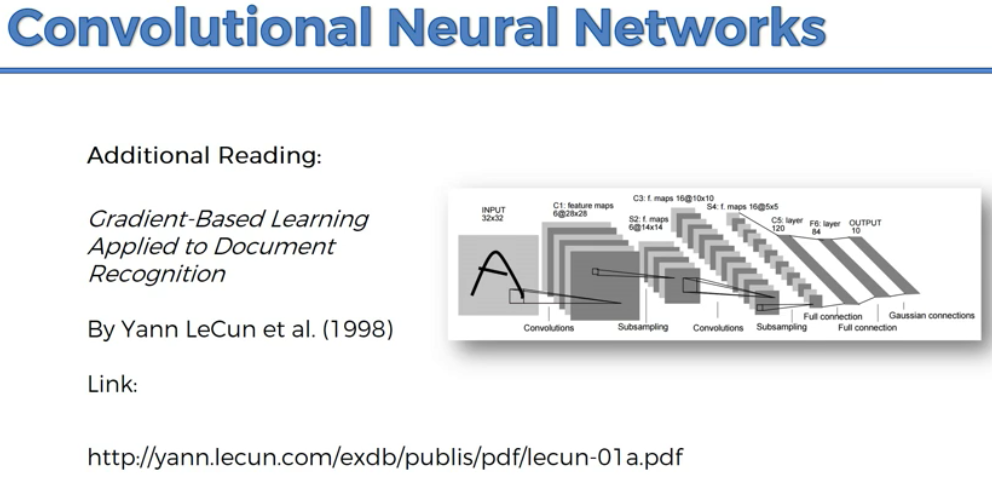 Convolutional Neural Networks
Additional Reading:
Gradient-Based Learning
Applied to Document
Recognition
By Yann LeCun et al. (1998)
Link:
http://yann.lecun.com/exdb/publis/pdf/lecun-01a.pdf
INPUT
32x32
C1: feature maps
6@28x28
C3: f. maps 16@10x10
S2: f. maps
6@14x14
S4: f. maps 16@5x5
C5: layer
120
F6: layer
84
OUTPUT
10
Convolutions
Subsampling
Convolutions
Subsampling
Full connection
Full connection
Gaussian connections